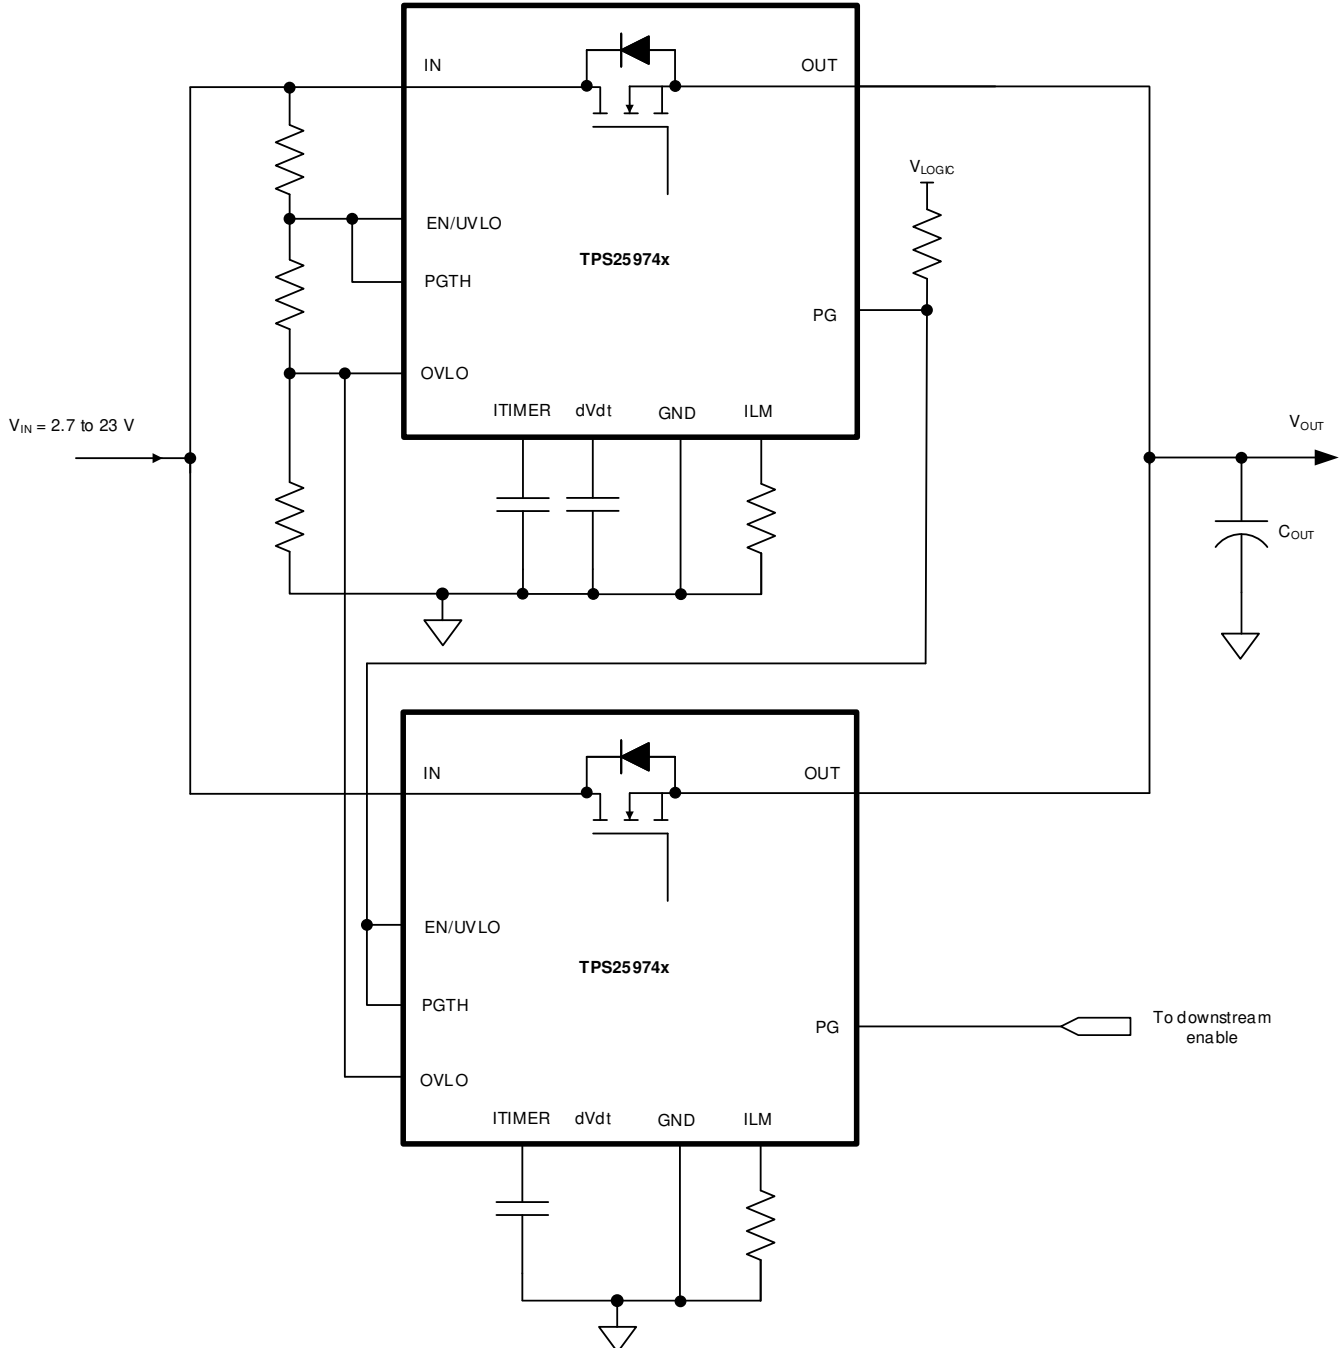 IN
OUT
V_LOGIC
EN/UVLO
TPS25974x
PGTH
PG
OVLO
ITIMER
dVdt
GND
ILM
V_IN = 2.7 to 23 V
V_OUT
C_OUT
IN
OUT
EN/UVLO
TPS25974x
PGTH
PG
To downstream
enable
OVLO
ITIMER
dVdt
GND
ILM